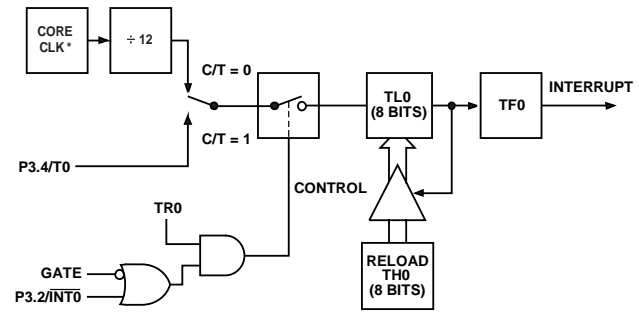 CORE
CLK*
÷ 12
C/T = 0
C/T = 1
P3.4/T0
TL0
(8 BITS)
TF0
INTERRUPT
CONTROL
TR0
GATE
P3.2/INT0
RELOAD
TH0
(8 BITS)